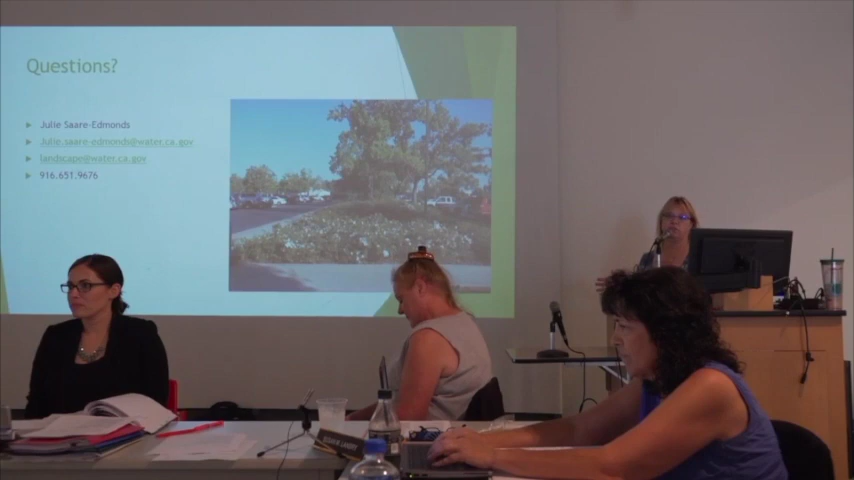 Questions?
Julie Saare-Edmonds
Julie.saare-edmonds@water.ca.gov
landscape@water.ca.gov
916.651.9676